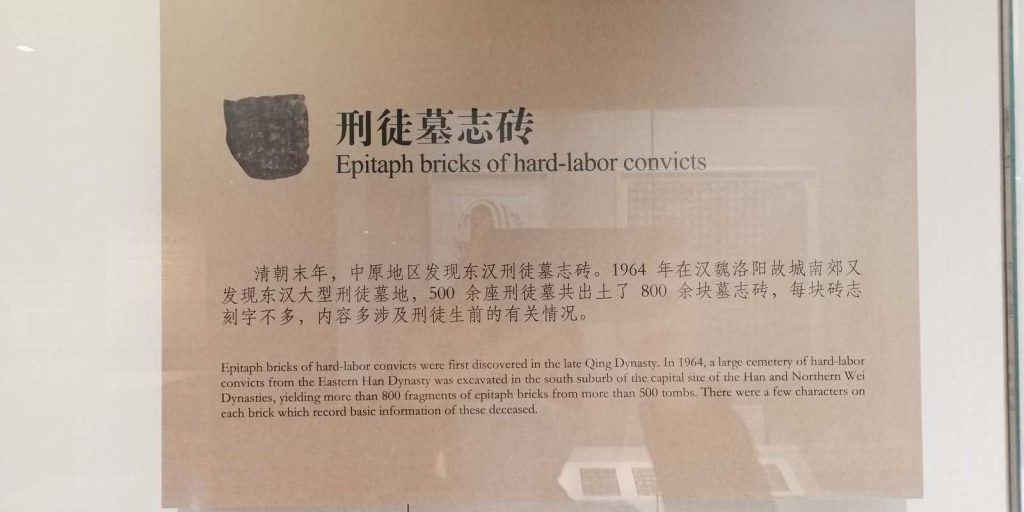 刑徒墓志砖
Epitaph bricks of hard-labor convicts
清朝末年，中原地区发现东汉刑徒墓志砖。1964 年在汉魏洛阳故城南郊又
发现东汉大型刑徒墓地，500 余座刑徒墓共出土了 800 余块墓志砖，每块砖志
刻字不多，内容多涉及刑徒生前的有关情况。
Epitaph bricks of hard-labor convicts were first discovered in the late Qing Dynasty. In 1964, a large cemetery of hard-labor
convicts from the Eastern Han Dynasty was excavated in the south suburb of the capital site of the Han and Northern Wei
Dynasties, yielding more than 800 fragments of epitaph bricks from more than 500 tombs. There were a few characters on
each brick which record basic information of these deceased.